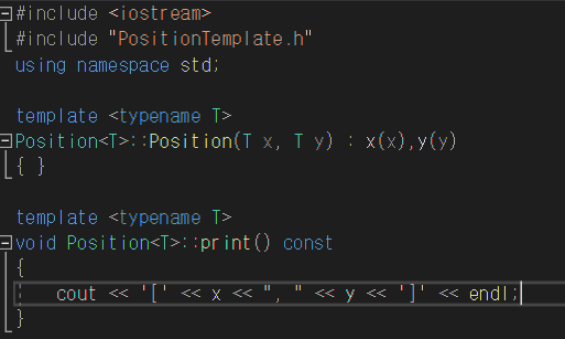 #include <iostream>
#include "PositionTemplate.h"
using namespace std;
template <typename T>
Position<T>::Position(T x, T y) : x(x),y(y)
{ }
template <typename T>
void Position<T>::print() const
{
cout << '[' << x << ", " << y << ']' << endl;
}